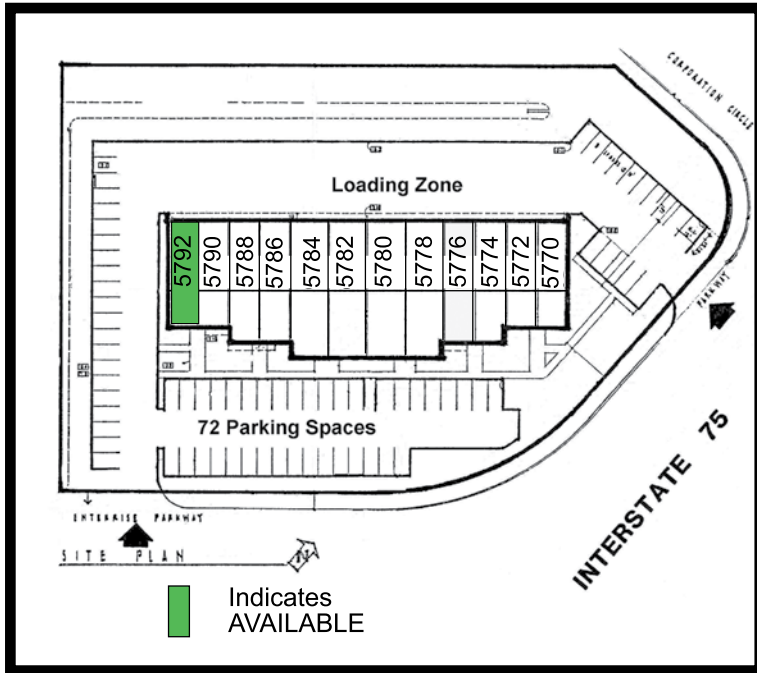 CORPORATION CIRCLE
Loading Zone
5792
5790
5788
5786
5784
5782
5780
5778
5776
5774
5772
5770
PARKWAY
72 Parking Spaces
INTERSTATE 75
ENTERRISE PARKWAY
SITE PLAN
Indicates
AVAILABLE